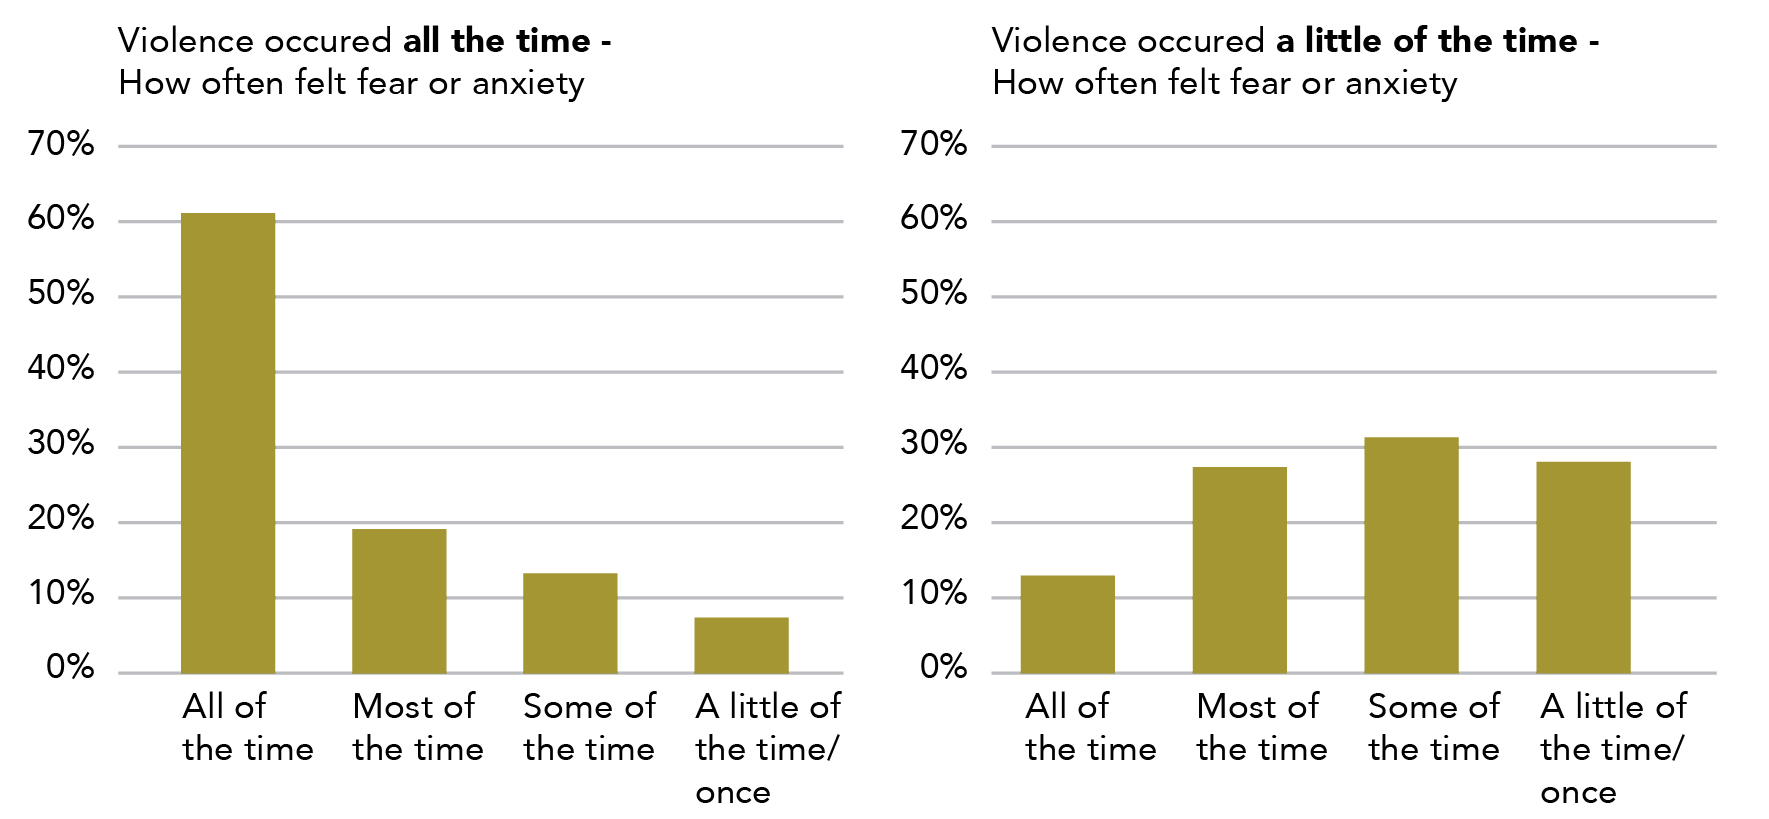 Violence occured all the time -
How often felt fear or anxiety
70%
60%
50%
40%
30%
20%
10%
0%
All of
the time
Most of
the time
Some of
the time
A little of
the time/
once
Violence occured a little of the time -
How often felt fear or anxiety
70%
60%
50%
40%
30%
20%
10%
0%
All of
the time
Most of
the time
Some of
the time
A little of
the time/
once